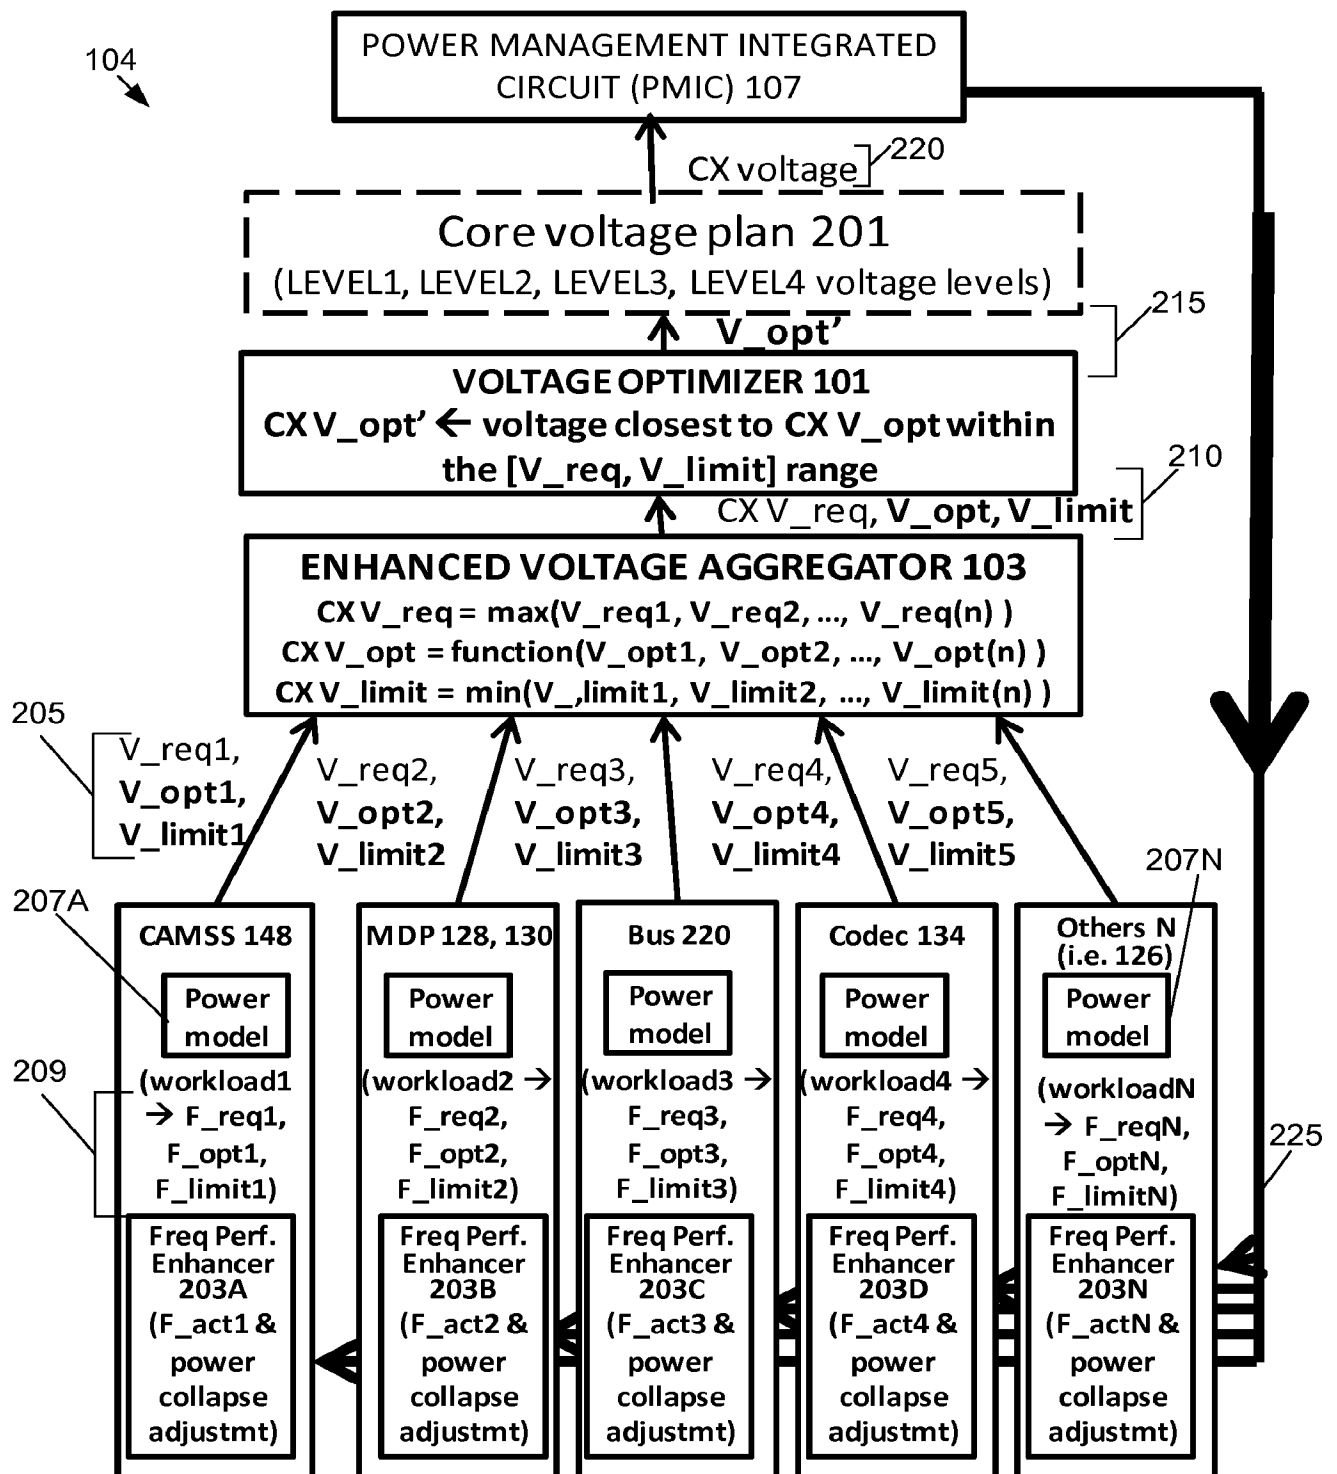 104
POWER MANAGEMENT INTEGRATED
CIRCUIT (PMIC) 107
CX voltage
220
Core voltage plan 201
(LEVEL1, LEVEL2, LEVEL3, LEVEL4 voltage levels)
215
V_opt’
VOLTAGE OPTIMIZER 101
CX V_opt’ ← voltage closest to CX V_opt within
the [V_req, V_limit] range
210
CX V_req, V_opt, V_limit
ENHANCED VOLTAGE AGGREGATOR 103
CX V_req = max(V_req1, V_req2, ..., V_req(n) )
CX V_opt = function(V_opt1, V_opt2, ..., V_opt(n) )
CX V_limit = min(V_,limit1, V_limit2, ..., V_limit(n) )
205
V_req1,
V_opt1,
V_limit1
V_req2,
V_opt2,
V_limit2
V_req3,
V_opt3,
V_limit3
V_req4,
V_opt4,
V_limit4
V_req5,
V_opt5,
V_limit5
207A
207N
209
225
CAMSS 148
Power
model
(workload1
→ F_req1,
F_opt1,
F_limit1)
Freq Perf.
Enhancer
203A
(F_act1 &
power
collapse
adjustmt)
MDP 128, 130
Power
model
(workload2 →
F_req2,
F_opt2,
F_limit2)
Freq Perf.
Enhancer
203B
(F_act2 &
power
collapse
adjustmt)
Bus 220
Power
model
(workload3 →
F_req3,
F_opt3,
F_limit3)
Freq Perf.
Enhancer
203C
(F_act3 &
power
collapse
adjustmt)
Codec 134
Power
model
(workload4 →
F_req4,
F_opt4,
F_limit4)
Freq Perf.
Enhancer
203D
(F_act4 &
power
collapse
adjustmt)
Others N
(i.e. 126)
Power
model
(workloadN
→ F_reqN,
F_optN,
F_limitN)
Freq Perf.
Enhancer
203N
(F_actN &
power
collapse
adjustmt)